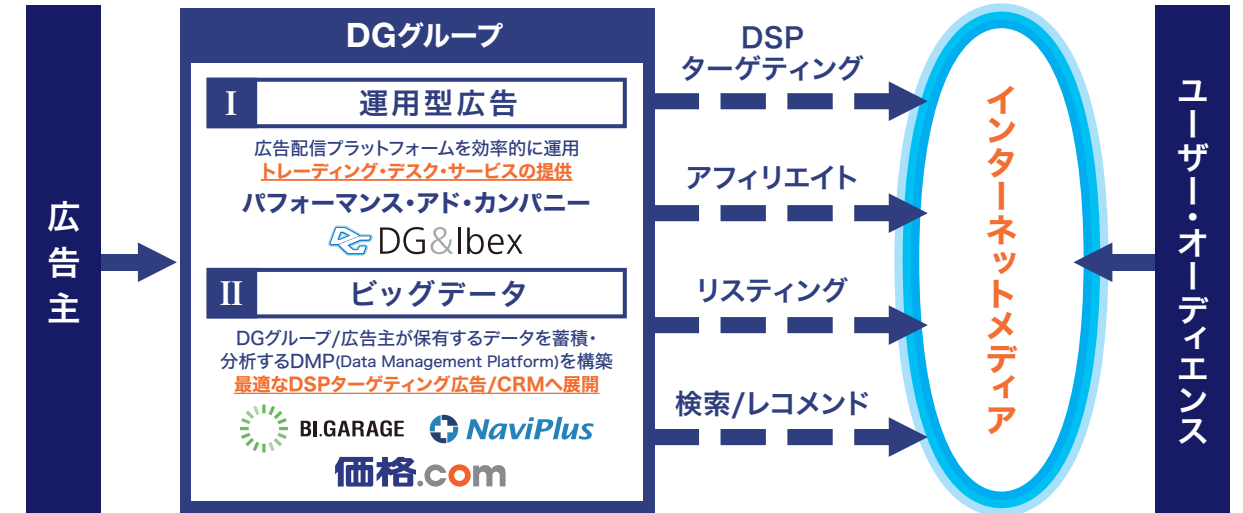 広告主
DGグループ
I 運用型広告
広告配信プラットフォームを効率的に運用
トレーディング・デスク・サービスの提供
パフォーマンス・アド・カンパニー
DG&Ibex
II ビッグデータ
DGグループ/広告主が保有するデータを蓄積・
分析するDMP(Data Management Platform)を構築
最適なDSPターゲティング広告/CRMへ展開
BI.GARAGE NaviPlus
価格.com
DSP
ターゲティング
アフィリエイト
リスティング
検索/レコメンド
インターネットメディア
ユーザー・オーディエンス